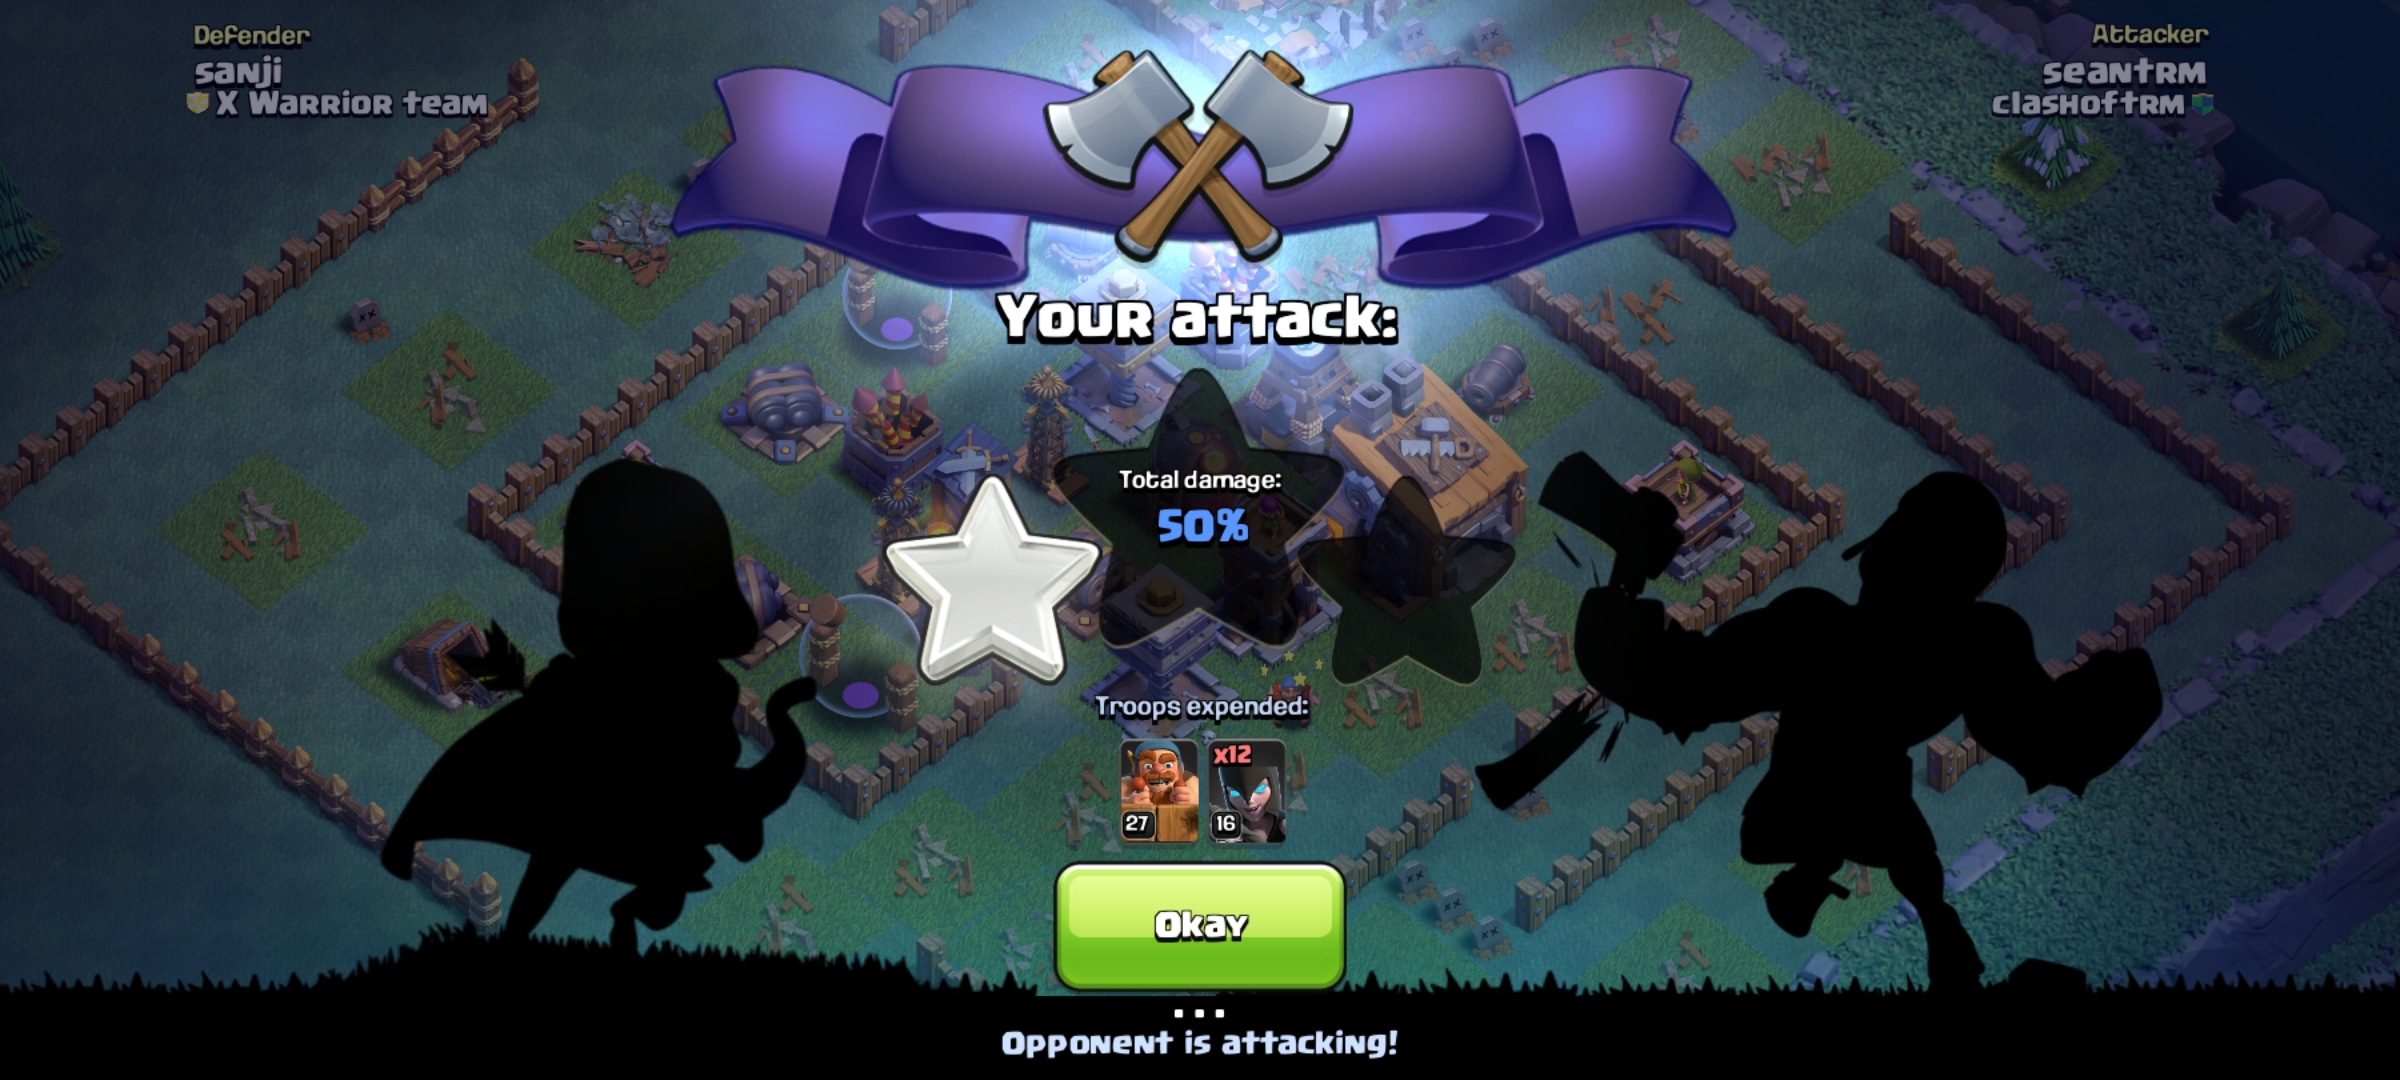 Defender
sanji
X Warrior team
Attacker
seantrm
clashoftrm
Your attack:
Total damage:
50%
Troops expended:
x12
27
16
Okay
...
Opponent is attacking!